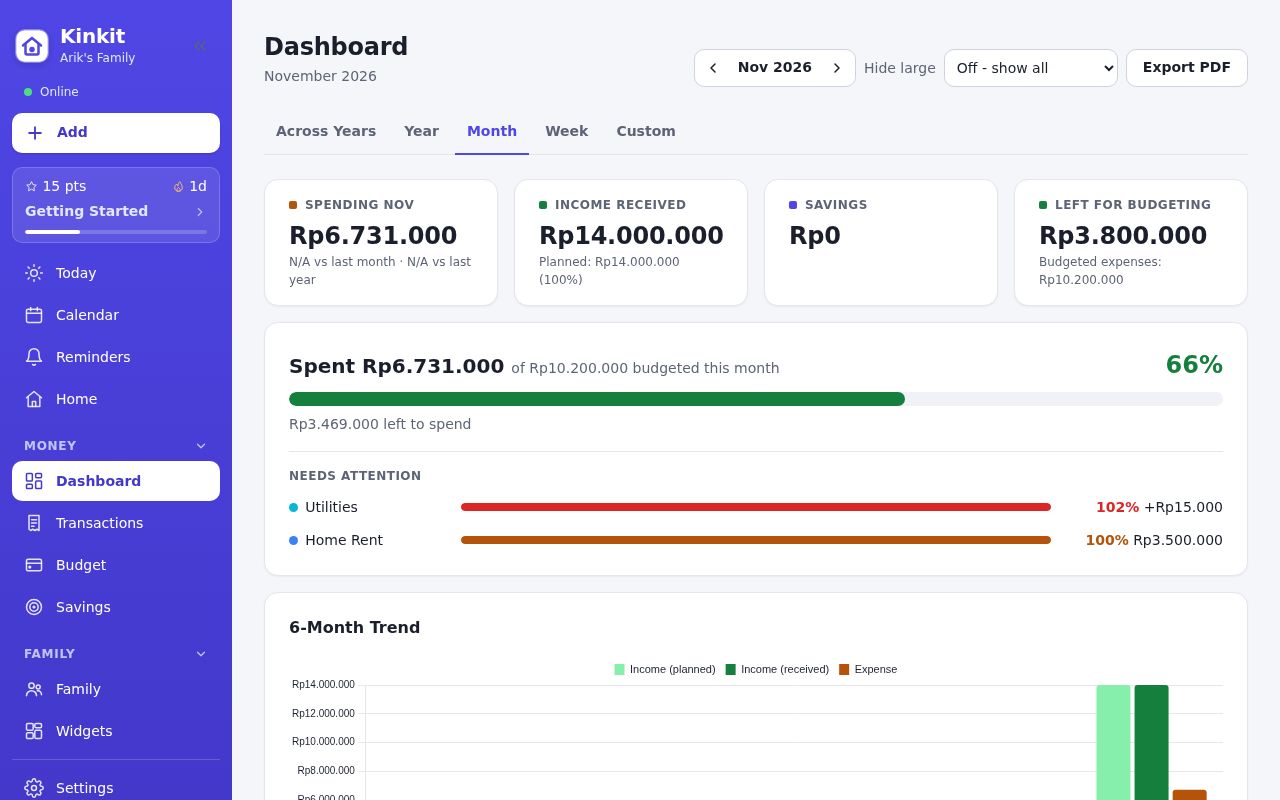 Kinkit
Arik's Family
Online
Add
15 pts
1d
Getting Started
Today
Calendar
Reminders
Home
MONEY
Dashboard
Transactions
Budget
Savings
FAMILY
Family
Widgets
Settings
Dashboard
November 2026
Nov 2026
Hide large
Off - show all
Export PDF
Across Years
Year
Month
Week
Custom
SPENDING NOV
Rp6.731.000
N/A vs last month · N/A vs last
year
INCOME RECEIVED
Rp14.000.000
Planned: Rp14.000.000
(100%)
SAVINGS
Rp0
LEFT FOR BUDGETING
Rp3.800.000
Budgeted expenses:
Rp10.200.000
Spent Rp6.731.000 of Rp10.200.000 budgeted this month
66%
Rp3.469.000 left to spend
NEEDS ATTENTION
Utilities
102% +Rp15.000
Home Rent
100% Rp3.500.000
6-Month Trend
Income (planned)
Income (received)
Expense
Rp14.000.000
Rp12.000.000
Rp10.000.000
Rp8.000.000
Rp6.000.000